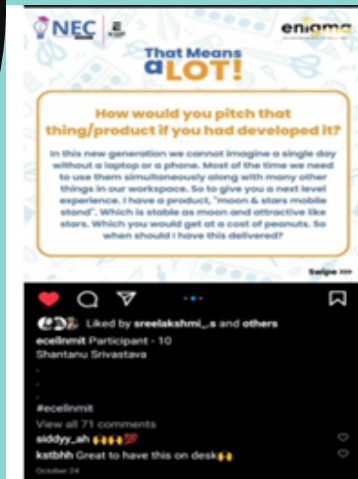 NEC
enigma
That Means
a LOT!
How would you pitch that
thing/product if you had developed it?
In this new generation we cannot imagine a single day
without a laptop or a phone. Most of the time we need
to use them simultaneously along with many other
things in our workspace. So to give you a next level
experience. I have a product, "moon & stars mobile
stand". Which is stable as moon and attractive like
stars. Which you would get at a cost of peanuts. So
when should I have this delivered?
Swipe >>>
Liked by sreelakshmi_.s and others
ecellnmit Participant - 10
Shantanu Srivastava
.
.
.
#ecellnmit
View all 71 comments
siddyy_ah 🙌🙌💯
kstbhh Great to have this on desk🙌
October 24